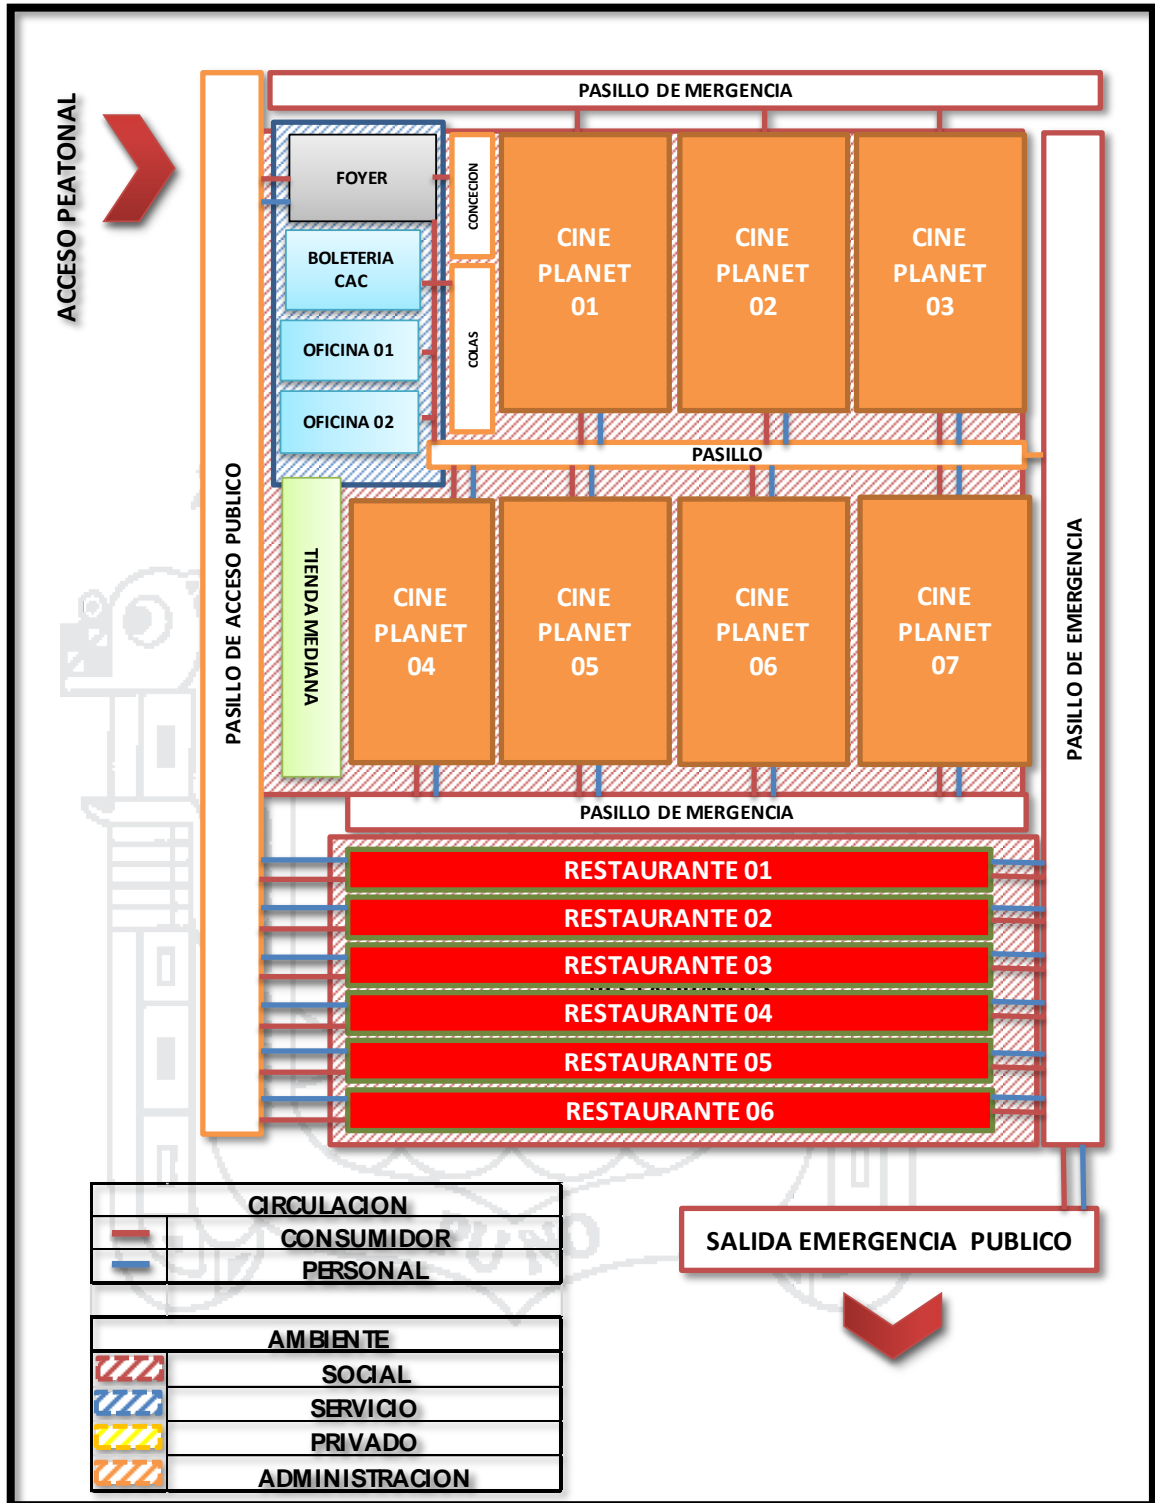 PASILLO DE MERGENCIA
ACCESO PEATONAL
FOYER
CONCECION
CINE
PLANET
01
CINE
PLANET
02
CINE
PLANET
03
BOLETERIA
CAC
COLAS
OFICINA 01
OFICINA 02
PASILLO
PASILLO DE ACCESO PUBLICO
TIENDA MEDIANA
CINE
PLANET
04
CINE
PLANET
05
CINE
PLANET
06
CINE
PLANET
07
PASILLO DE EMERGENCIA
PASILLO DE MERGENCIA
RESTAURANTE 01
RESTAURANTE 02
RESTAURANTE 03
RESTAURANTE 04
RESTAURANTE 05
RESTAURANTE 06
SALIDA EMERGENCIA PUBLICO
CIRCULACION
CONSUMIDOR
PERSONAL
PUNO
AMBIENTE
SOCIAL
SERVICIO
PRIVADO
ADMINISTRACION